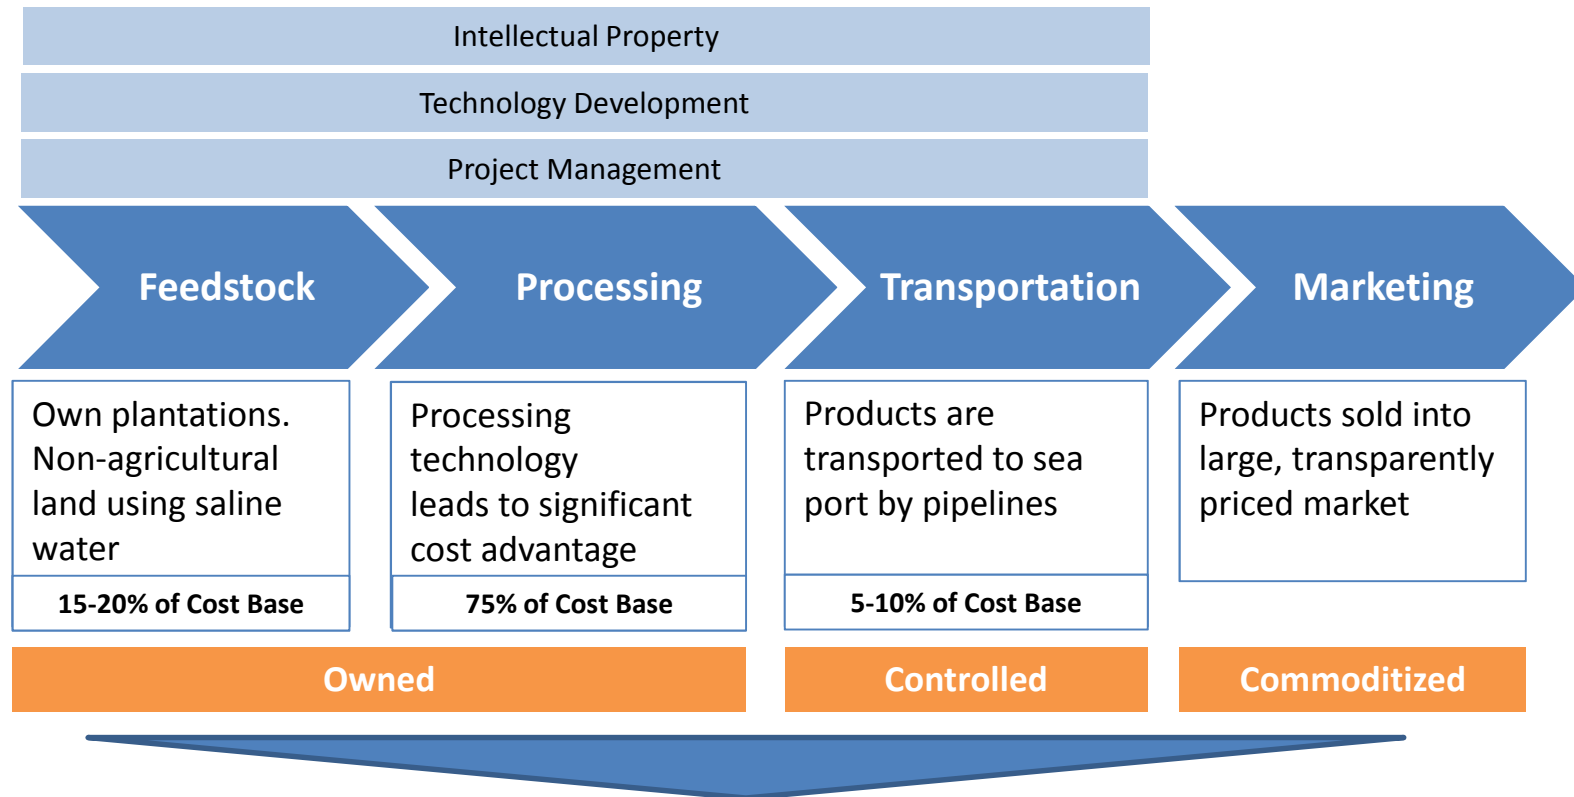 Intellectual Property
Technology Development
Project Management
Feedstock
Processing
Transportation
Marketing
Own plantations.
Non-agricultural
land using saline
water
15-20% of Cost Base
Processing
technology
leads to significant
cost advantage
75% of Cost Base
Products are
transported to sea
port by pipelines
5-10% of Cost Base
Products sold into
large, transparently
priced market
Owned
Controlled
Commoditized